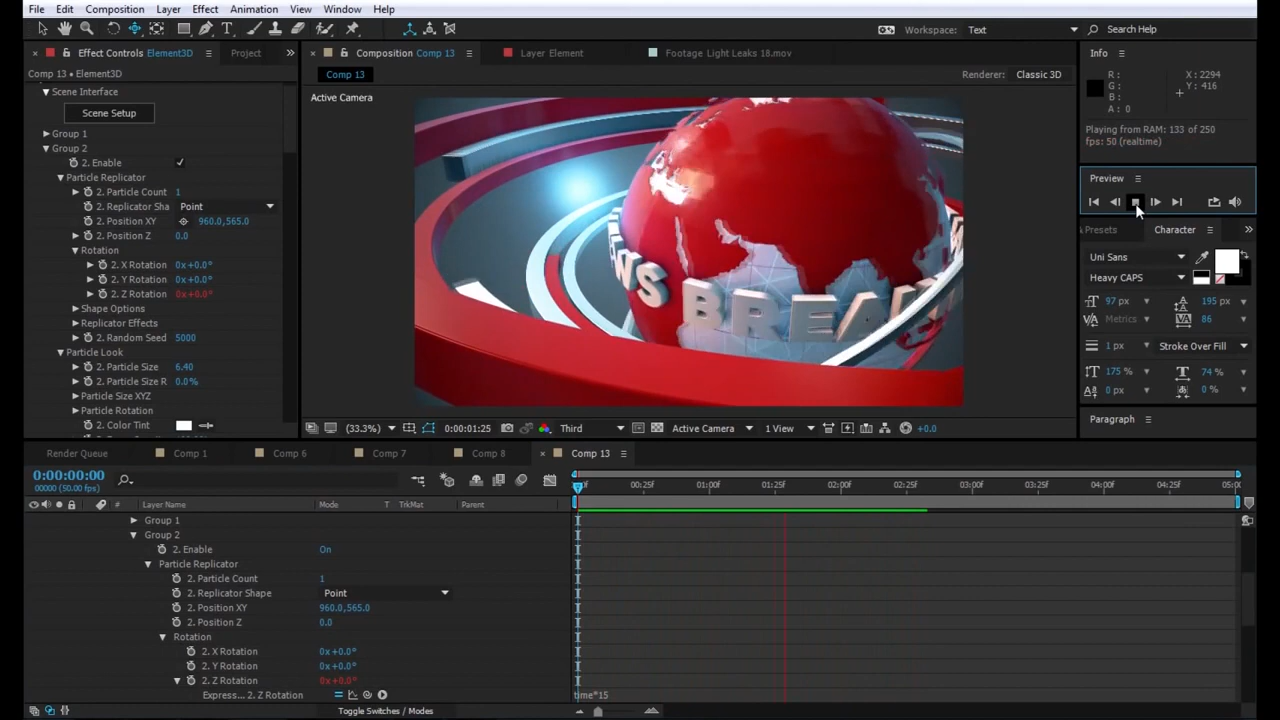 File Edit Composition Layer Effect Animation View Window Help
Workspace: Text Search Help
Effect Controls Element3D Project
Comp 13 • Element3D
Scene Interface
Scene Setup
Group 1
Group 2
2. Enable
Particle Replicator
2. Particle Count 1
2. Replicator Sha Point
2. Position XY 960.0,565.0
2. Position Z 0.0
Rotation
2. X Rotation 0x+0.0°
2. Y Rotation 0x+0.0°
2. Z Rotation 0x+0.0°
Shape Options
Replicator Effects
2. Random Seed 5000
Particle Look
2. Particle Size 6.40
2. Particle Size R 0.0%
Particle Size XYZ
Particle Rotation
2. Color Tint
Composition Comp 13 Layer Element Footage Light Leaks 18.mov
Comp 13 Renderer: Classic 3D
Active Camera
WS BREAK
(33.3%) 0:00:01:25 Third Active Camera 1 View +0.0
Info
R: X: 2294
G: Y: 416
B:
A: 0
Playing from RAM: 133 of 250
fps: 50 (realtime)
Preview
Presets Character
Uni Sans
Heavy CAPS
97 px 195 px
Metrics 86
1 px Stroke Over Fill
175 % 74 %
0 px 0 %
Paragraph
Render Queue Comp 1 Comp 6 Comp 7 Comp 8 Comp 13
0:00:00:00
00000 (50.00 fps)
00:25f 01:00f 01:25f 02:00f 02:25f 03:00f 03:25f 04:00f 04:25f
# Layer Name Mode T TrkMat Parent
Group 1
Group 2
2. Enable On
Particle Replicator
2. Particle Count 1
2. Replicator Shape Point
2. Position XY 960.0,565.0
2. Position Z 0.0
Rotation
2. X Rotation 0x+0.0°
2. Y Rotation 0x+0.0°
2. Z Rotation 0x+0.0°
Express... 2. Z Rotation time*15
Toggle Switches / Modes